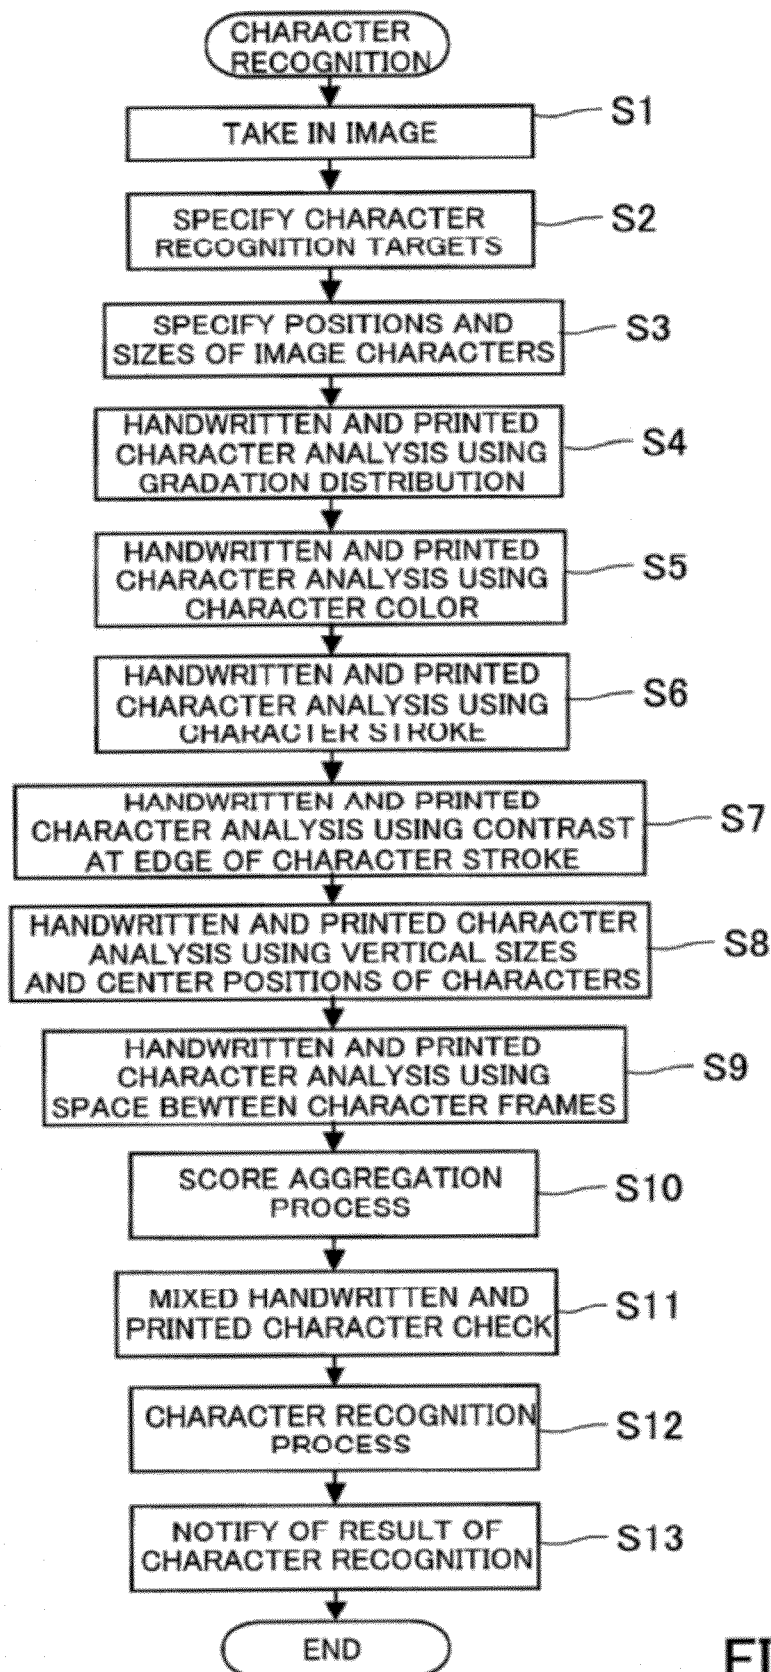 CHARACTER
RECOGNITION
TAKE IN IMAGE
S1
SPECIFY CHARACTER
RECOGNITION TARGETS
S2
SPECIFY POSITIONS AND
SIZES OF IMAGE CHARACTERS
S3
HANDWRITTEN AND PRINTED
CHARACTER ANALYSIS USING
GRADATION DISTRIBUTION
S4
HANDWRITTEN AND PRINTED
CHARACTER ANALYSIS USING
CHARACTER COLOR
S5
HANDWRITTEN AND PRINTED
CHARACTER ANALYSIS USING
CHARACTER STROKE
S6
HANDWRITTEN AND PRINTED
CHARACTER ANALYSIS USING CONTRAST
AT EDGE OF CHARACTER STROKE
S7
HANDWRITTEN AND PRINTED CHARACTER
ANALYSIS USING VERTICAL SIZES
AND CENTER POSITIONS OF CHARACTERS
S8
HANDWRITTEN AND PRINTED
CHARACTER ANALYSIS USING
SPACE BEWTEEN CHARACTER FRAMES
S9
SCORE AGGREGATION
PROCESS
S10
MIXED HANDWRITTEN AND
PRINTED CHARACTER CHECK
S11
CHARACTER RECOGNITION
PROCESS
S12
NOTIFY OF RESULT OF
CHARACTER RECOGNITION
S13
END